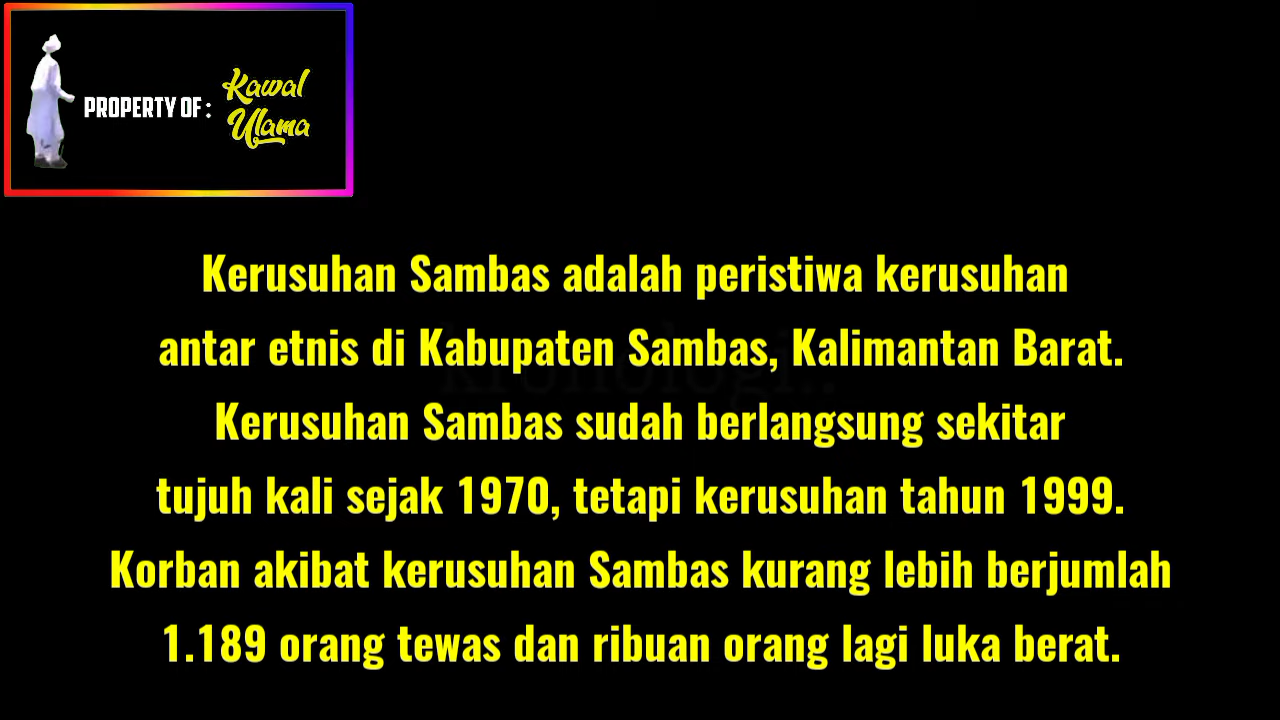 PROPERTY OF :
Kawal
Ulama
Kerusuhan Sambas adalah peristiwa kerusuhan
antar etnis di Kabupaten Sambas, Kalimantan Barat.
Kerusuhan Sambas sudah berlangsung sekitar
tujuh kali sejak 1970, tetapi kerusuhan tahun 1999.
Korban akibat kerusuhan Sambas kurang lebih berjumlah
1.189 orang tewas dan ribuan orang lagi luka berat.